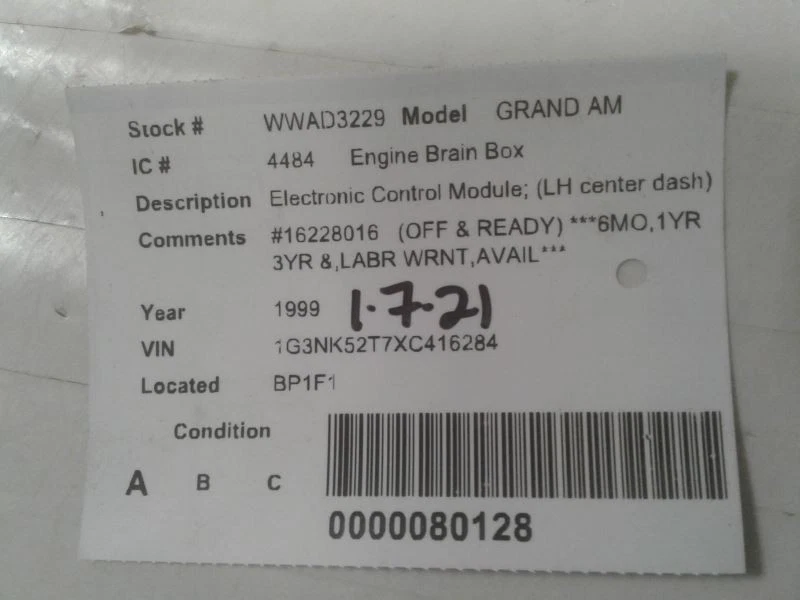 Stock # WWAD3229 Model GRAND AM
IC # 4484 Engine Brain Box
Description Electronic Control Module; (LH center dash)
Comments #16228016 (OFF & READY) ***6MO,1YR
3YR &,LABR WRNT,AVAIL***
Year 1999 1-7-21
VIN 1G3NK52T7XC416284
Located BP1F1
Condition
A B C
0000080128